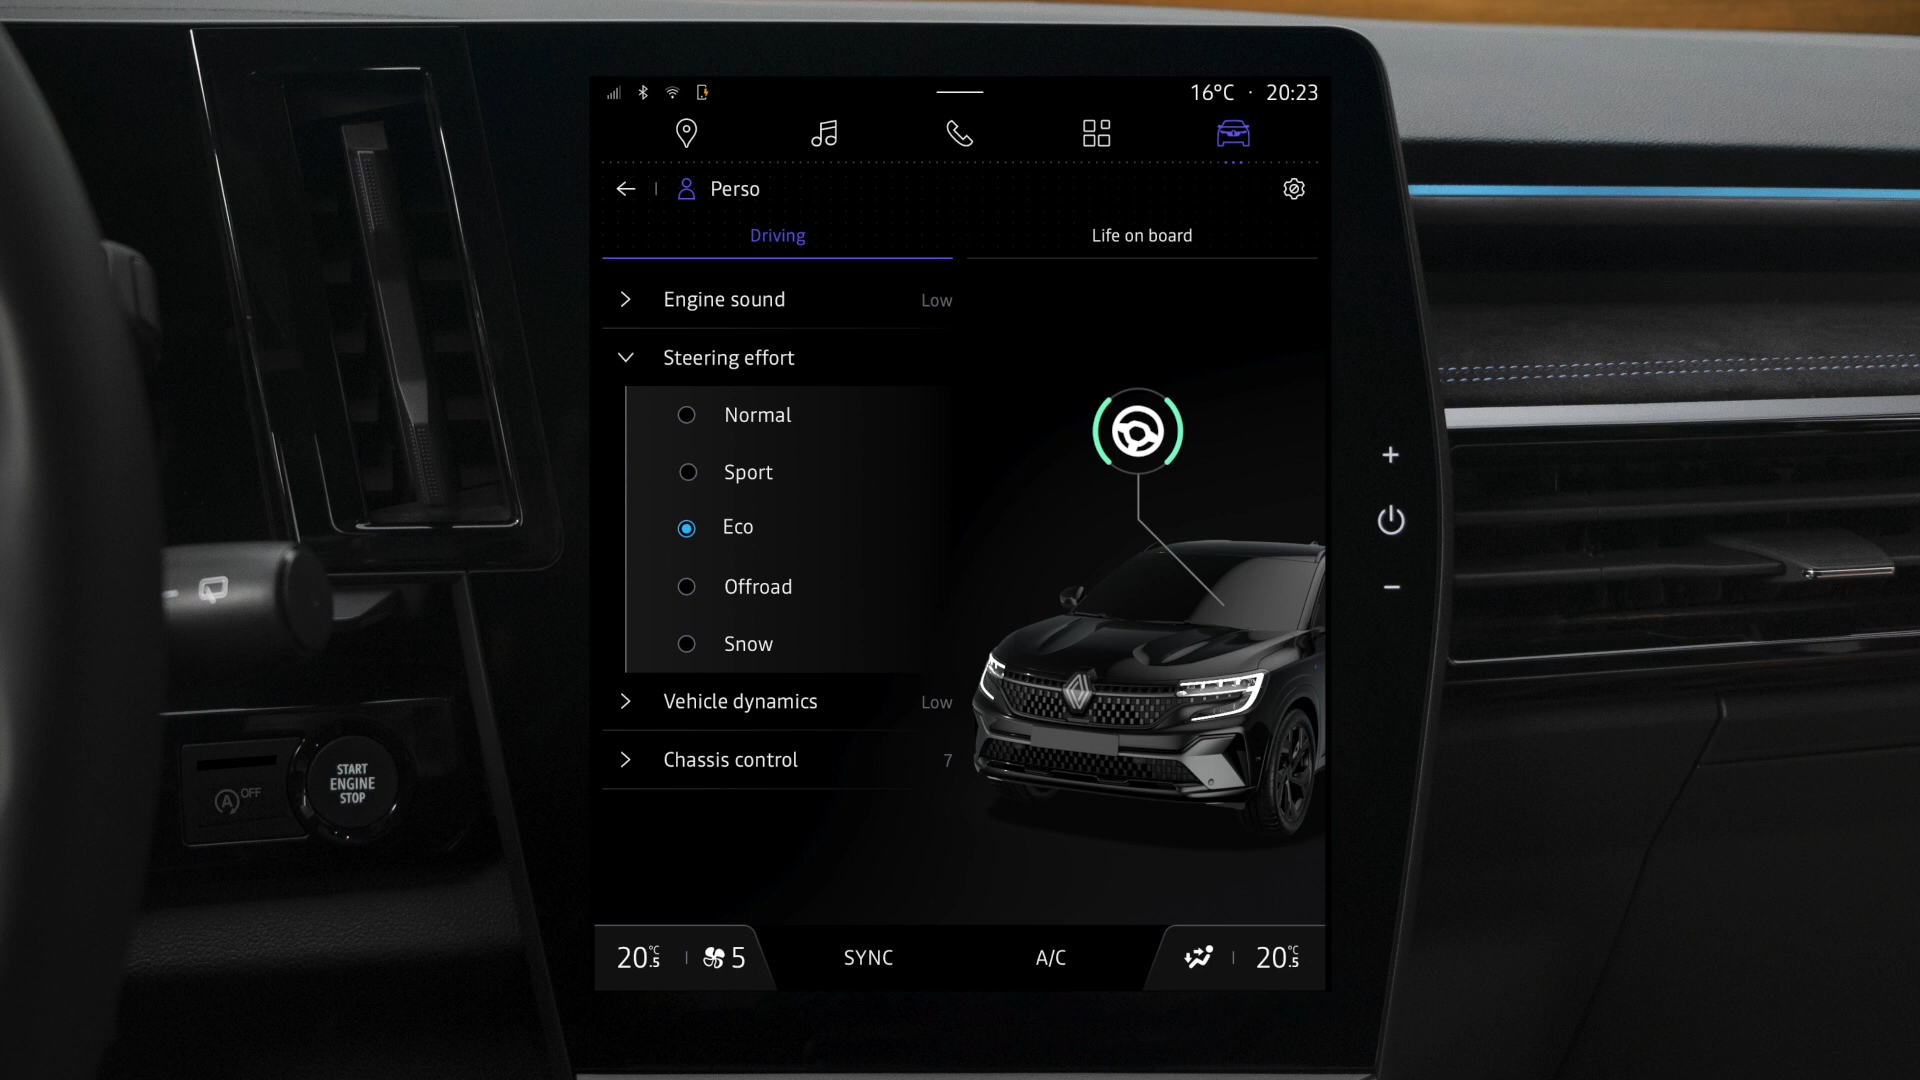 16°C · 20:23
Perso
Driving
Life on board
Engine sound Low
Steering effort
Normal
Sport
Eco
Offroad
Snow
Vehicle dynamics Low
Chassis control 7
20.5°C 5 SYNC A/C 20.5°C
A OFF
START
ENGINE
STOP